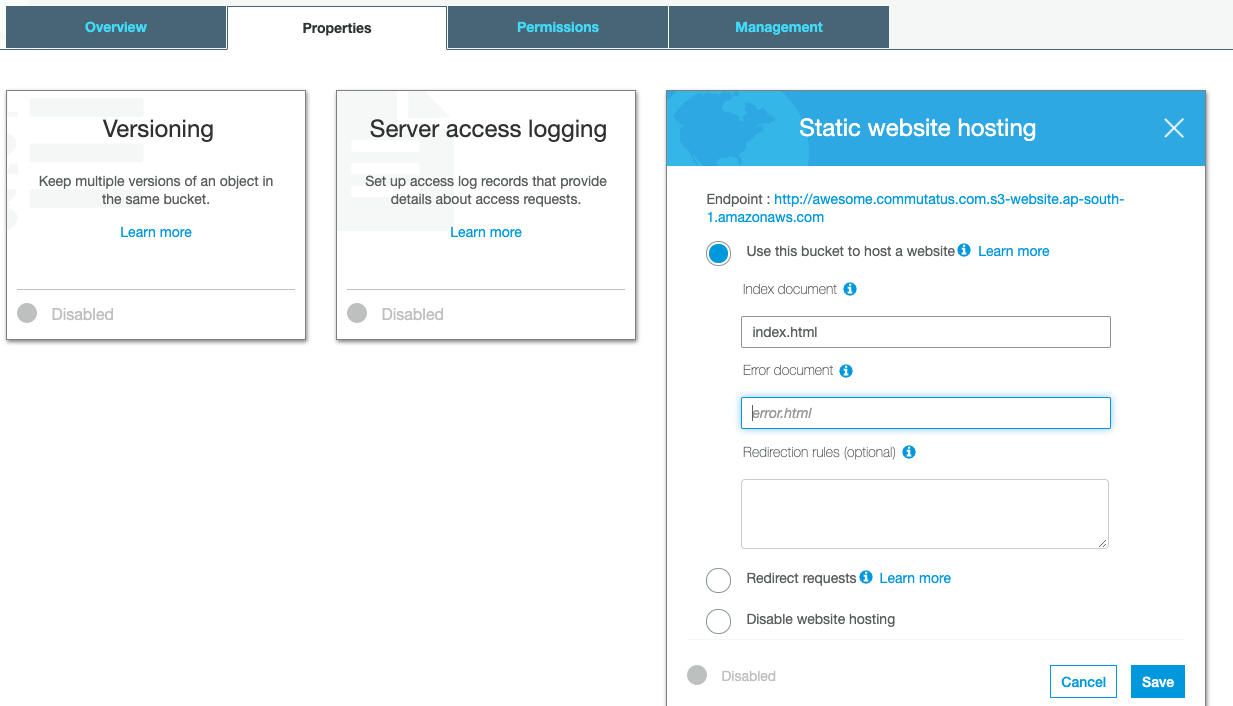 Overview
Properties
Permissions
Management
Versioning
Keep multiple versions of an object in
the same bucket.
Learn more
Disabled
Server access logging
Set up access log records that provide
details about access requests.
Learn more
Disabled
Static website hosting
Endpoint : http://awesome.commutatus.com.s3-website.ap-south-
1.amazonaws.com
Use this bucket to host a website Learn more
Index document
index.html
Error document
error.html
Redirection rules (optional)
Redirect requests Learn more
Disable website hosting
Disabled
Cancel
Save